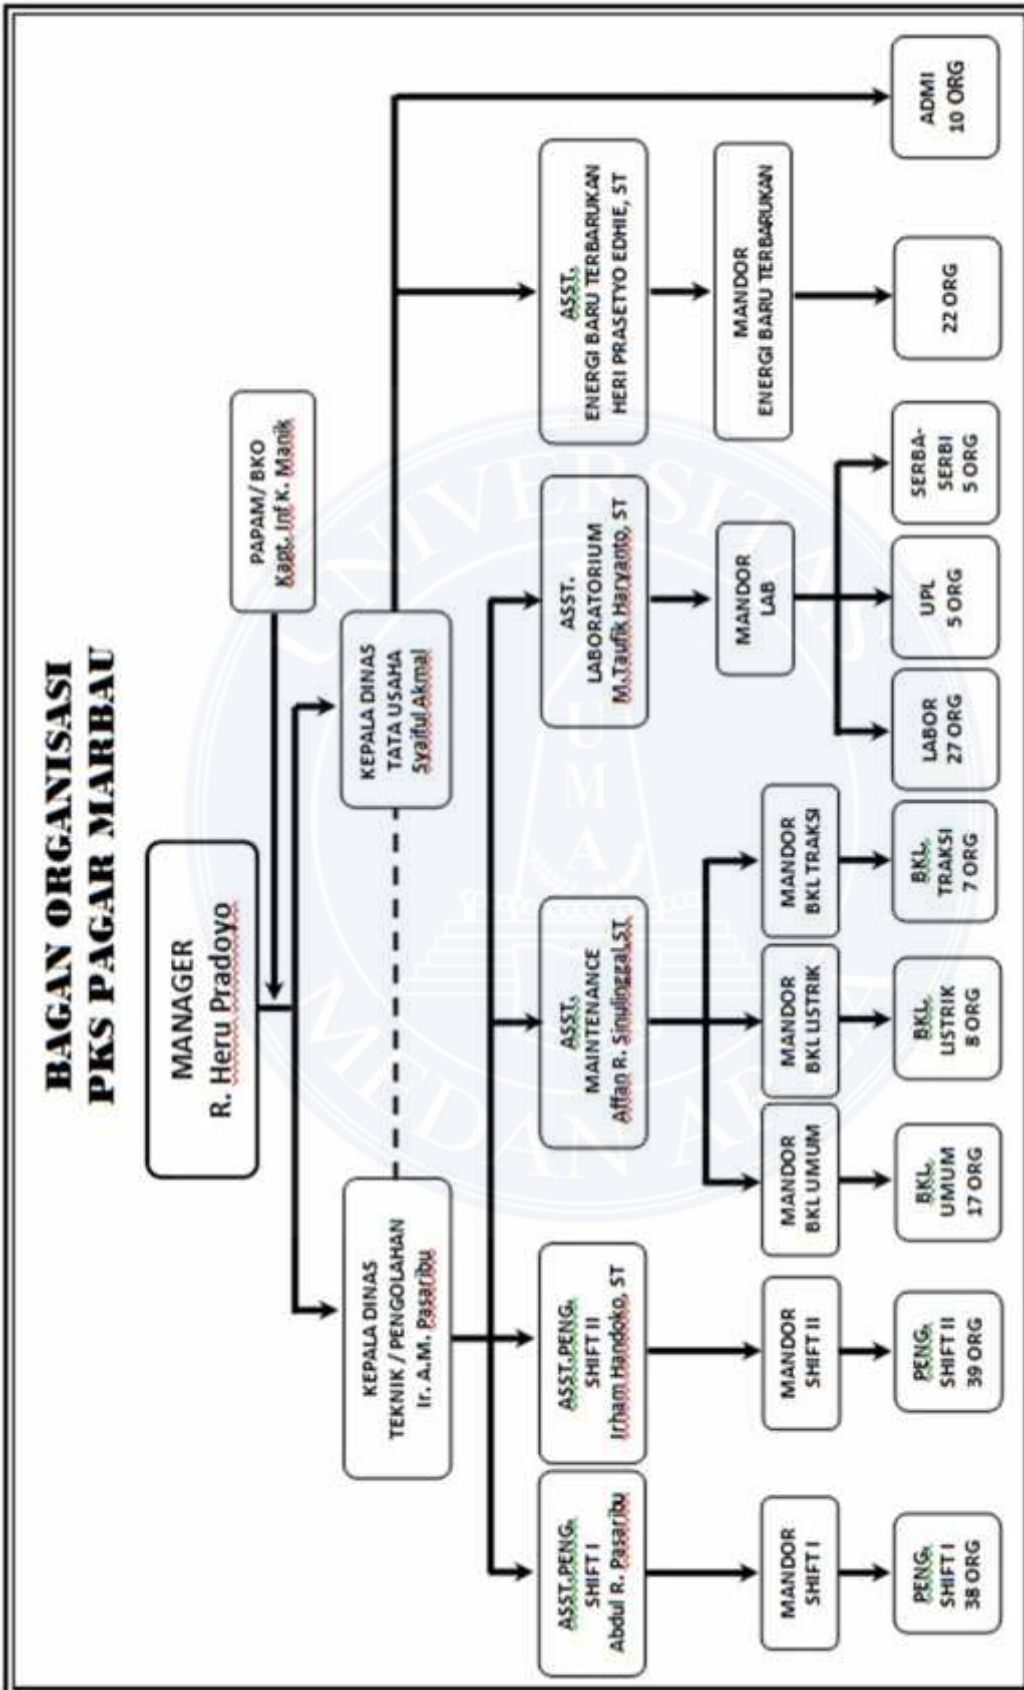 BAGAN ORGANISASI
PKS PAGAR MARBAU
MANAGER
R. Heru Pradoyo
PAPAM/ BKO
Kapt. Inf K. Manik
KEPALA DINAS
TEKNIK / PENGOLAHAN
Ir. A.M. Pasaribu
KEPALA DINAS
TATA USAHA
Syaiful Akmal
ASST.PENG.
SHIFT I
Abdul R. Pasaribu
ASST.PENG.
SHIFT II
Irham Handoko, ST
ASST.
MAINTENANCE
Affan R. Sinulinggal,ST
ASST.
LABORATORIUM
M.Taufik Haryanto, ST
ASST.
ENERGI BARU TERBARUKAN
HERI PRASETYO EDHIE, ST
MANDOR
SHIFT I
MANDOR
SHIFT II
MANDOR
BKL UMUM
MANDOR
BKL LISTRIK
MANDOR
BKL TRAKSI
MANDOR
LAB
MANDOR
ENERGI BARU TERBARUKAN
PENG.
SHIFT I
38 ORG
PENG.
SHIFT II
39 ORG
BKL.
UMUM
17 ORG
BKL.
LISTRIK
8 ORG
BKL.
TRAKSI
7 ORG
LABOR
27 ORG
UPL
5 ORG
SERBA-
SERBI
5 ORG
22 ORG
ADMI
10 ORG
UNIVERSITAS
MEDAN AREA
U
M
A